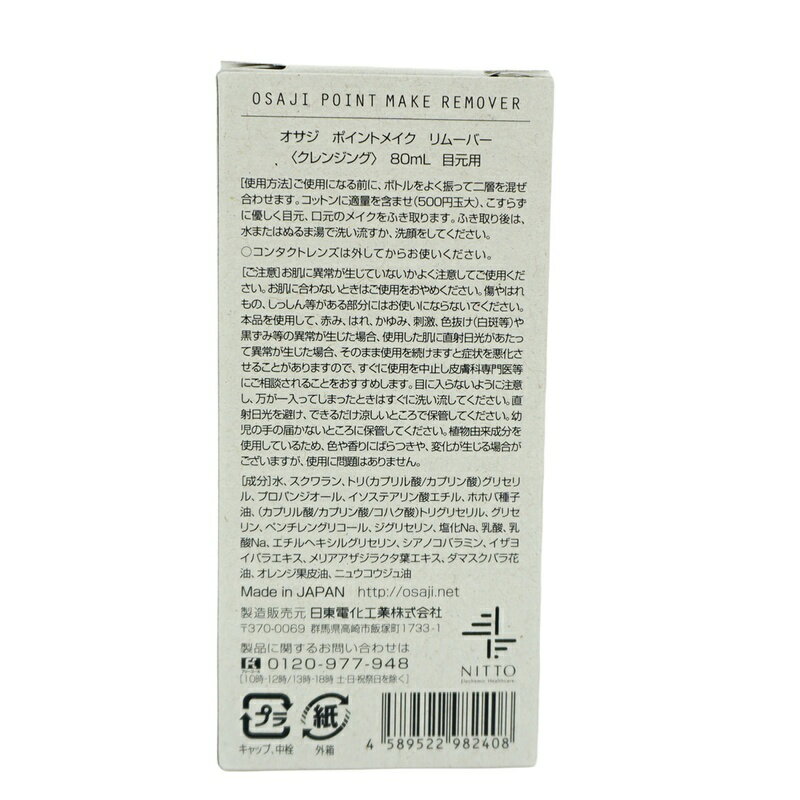 OSAJI POINT MAKE REMOVER
オサジ ポイントメイク リムーバー
〈クレンジング〉 80mL 目元用
[使用方法]ご使用になる前に、ボトルをよく振って二層を混ぜ
合わせます。コットンに適量を含ませ(500円玉大)、こすらず
に優しく目元、口元のメイクをふき取ります。ふき取り後は、
水またはぬるま湯で洗い流すか、洗顔をしてください。
○コンタクトレンズは外してからお使いください。
[ご注意]お肌に異常が生じていないかよく注意してご使用くだ
さい。お肌に合わないときはご使用をおやめください。傷やはれ
もの、しっしん等がある部分にはお使いにならないでください。
本品を使用して、赤み、はれ、かゆみ、刺激、色抜け(白斑等)や
黒ずみ等の異常が生じた場合、使用した肌に直射日光があたっ
て異常が生じた場合、そのまま使用を続けますと症状を悪化さ
せることがありますので、すぐに使用を中止し皮膚科専門医等
にご相談されることをおすすめします。目に入らないように注意
し、万が一入ってしまったときはすぐに洗い流してください。直
射日光を避け、できるだけ涼しいところで保管してください。幼
児の手の届かないところに保管してください。植物由来成分を
使用しているため、色や香りにばらつきや、変化が生じる場合が
ございますが、使用に問題はありません。
[成分]水、スクワラン、トリ(カプリル酸/カプリン酸)グリセリ
ル、プロパンジオール、イソステアリン酸エチル、ホホバ種子
油、(カプリル酸/カプリン酸/コハク酸)トリグリセリル、グリセ
リン、ペンチレングリコール、ジグリセリン、塩化Na、乳酸、乳
酸Na、エチルヘキシルグリセリン、シアノコバラミン、イザヨ
イバラエキス、メリアアザジラクタ葉エキス、ダマスクバラ花
油、オレンジ果皮油、ニュウコウジュ油
Made in JAPAN http://osaji.net
製造販売元 日東電化工業株式会社
〒370-0069 群馬県高崎市飯塚町1733-1
製品に関するお問い合わせは
0120-977-948
[10時-12時/13時-18時 土・日・祝祭日を除く]
NITTO
Electronic Healthcare
プラ
キャップ、中栓
紙
外箱
4 589522 982408